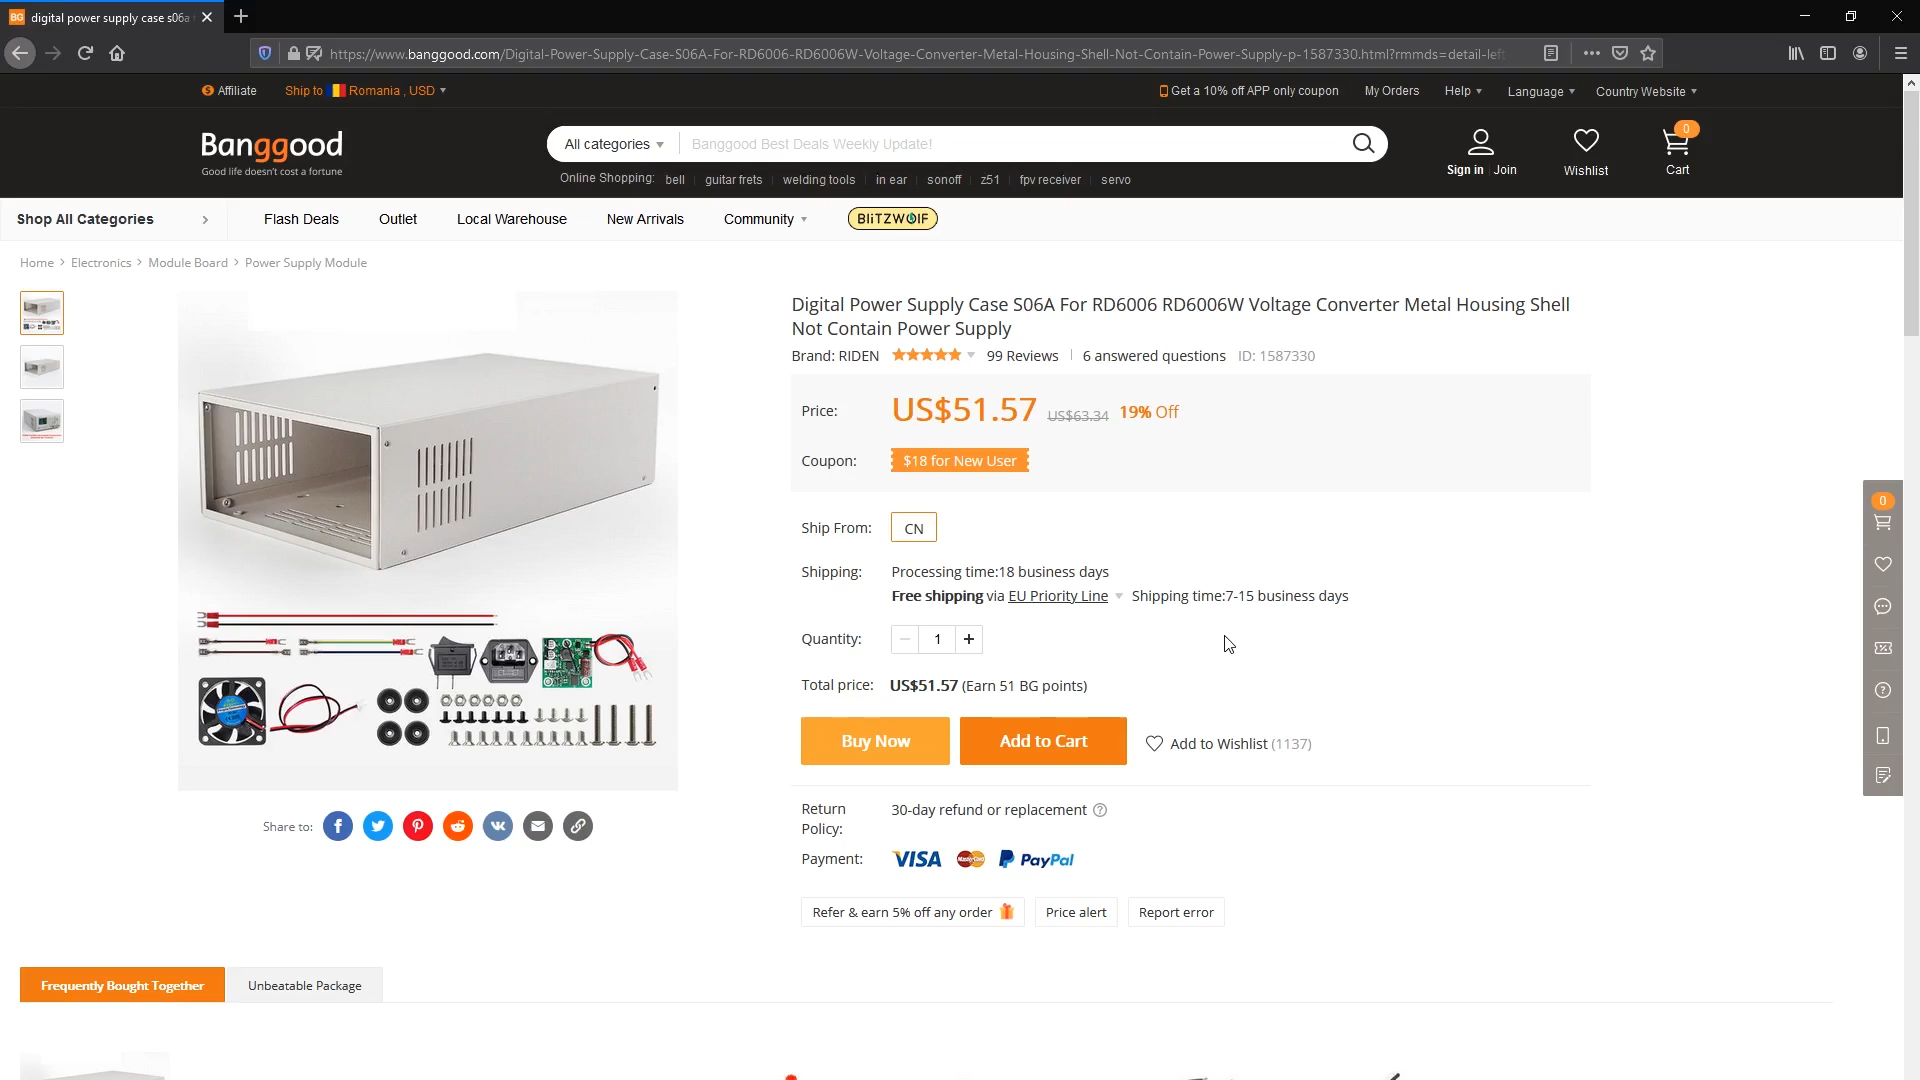 digital power supply case s06a
https://www.banggood.com/Digital-Power-Supply-Case-S06A-For-RD6006-RD6006W-Voltage-Converter-Metal-Housing-Shell-Not-Contain-Power-Supply-p-1587330.html?rmmds=detail-left
Affiliate
Ship to Romania , USD
Get a 10% off APP only coupon
My Orders
Help
Language
Country Website
Banggood
Good life doesn't cost a fortune
All categories
Banggood Best Deals Weekly Update!
Online Shopping: bell guitar frets welding tools in ear sonoff z51 fpv receiver servo
Sign in Join
Wishlist
0
Cart
Shop All Categories
Flash Deals
Outlet
Local Warehouse
New Arrivals
Community
BLiTZWOlF
Home > Electronics > Module Board > Power Supply Module
Digital Power Supply Case S06A For RD6006 RD6006W Voltage Converter Metal Housing Shell
Not Contain Power Supply
Brand: RIDEN 99 Reviews 6 answered questions ID: 1587330
Price: US$51.57 US$63.34 19% Off
Coupon: $18 for New User
Ship From: CN
Shipping: Processing time:18 business days
Free shipping via EU Priority Line Shipping time:7-15 business days
Quantity: 1
Total price: US$51.57 (Earn 51 BG points)
Buy Now
Add to Cart
Add to Wishlist (1137)
Return
Policy:
30-day refund or replacement
Payment: VISA MasterCard PayPal
Refer & earn 5% off any order
Price alert
Report error
Share to:
0
Frequently Bought Together
Unbeatable Package